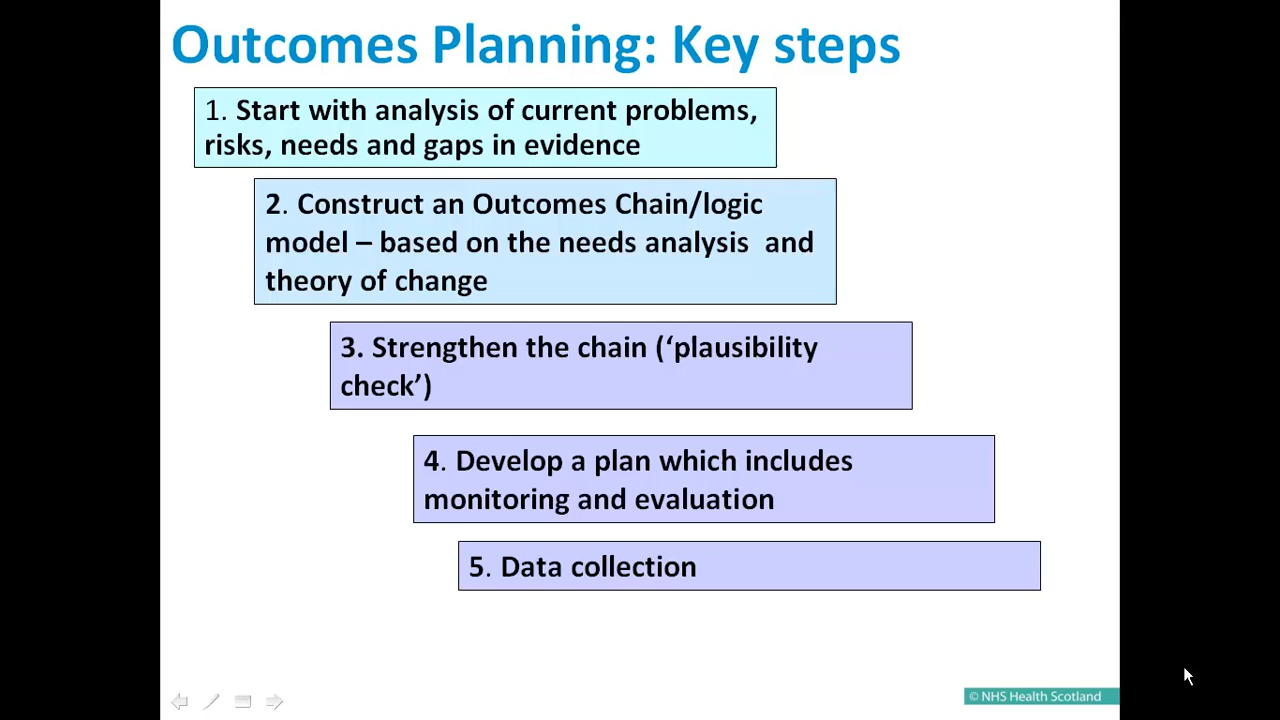 Outcomes Planning: Key steps
1. Start with analysis of current problems,
risks, needs and gaps in evidence
2. Construct an Outcomes Chain/logic
model – based on the needs analysis  and
theory of change
3. Strengthen the chain (‘plausibility
check’)
4. Develop a plan which includes
monitoring and evaluation
5. Data collection
© NHS Health Scotland